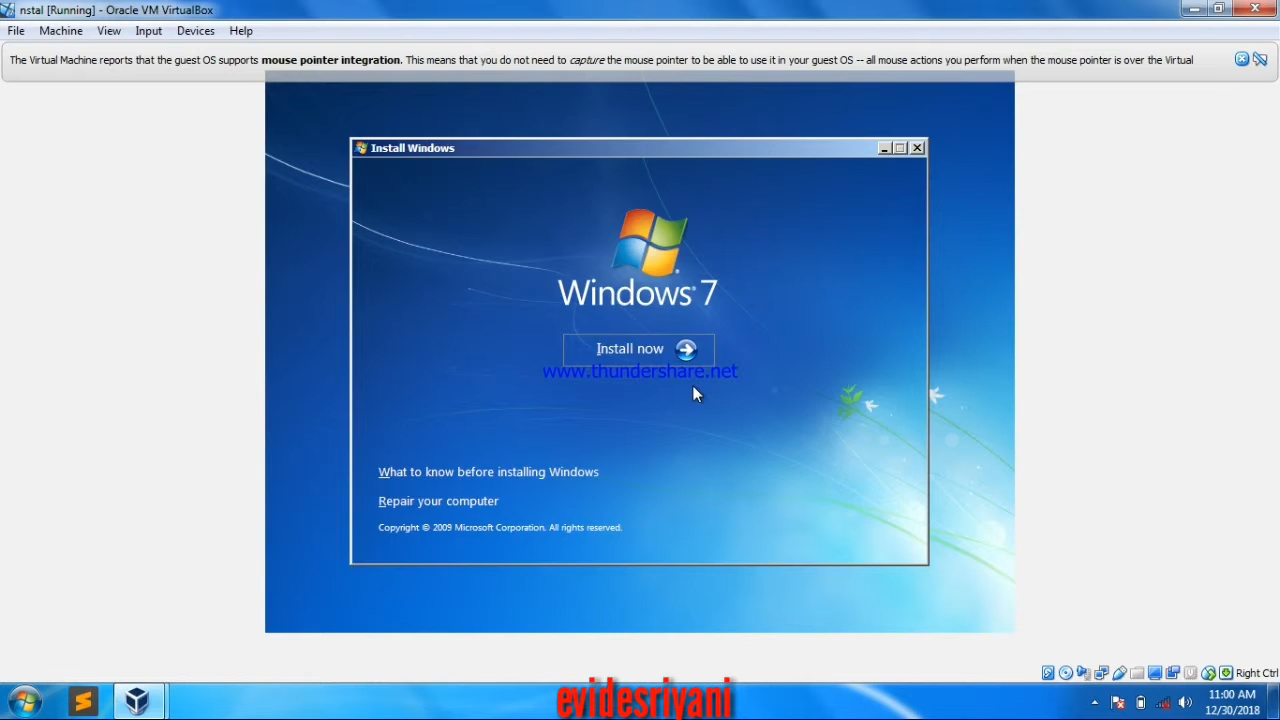 nstal [Running] - Oracle VM VirtualBox
File Machine View Input Devices Help
The Virtual Machine reports that the guest OS supports mouse pointer integration. This means that you do not need to capture the mouse pointer to be able to use it in your guest OS -- all mouse actions you perform when the mouse pointer is over the Virtual
Install Windows
Windows 7
Install now
www.thundershare.net
What to know before installing Windows
Repair your computer
Copyright © 2009 Microsoft Corporation. All rights reserved.
Right Ctrl
evidesriyani
11:00 AM
12/30/2018